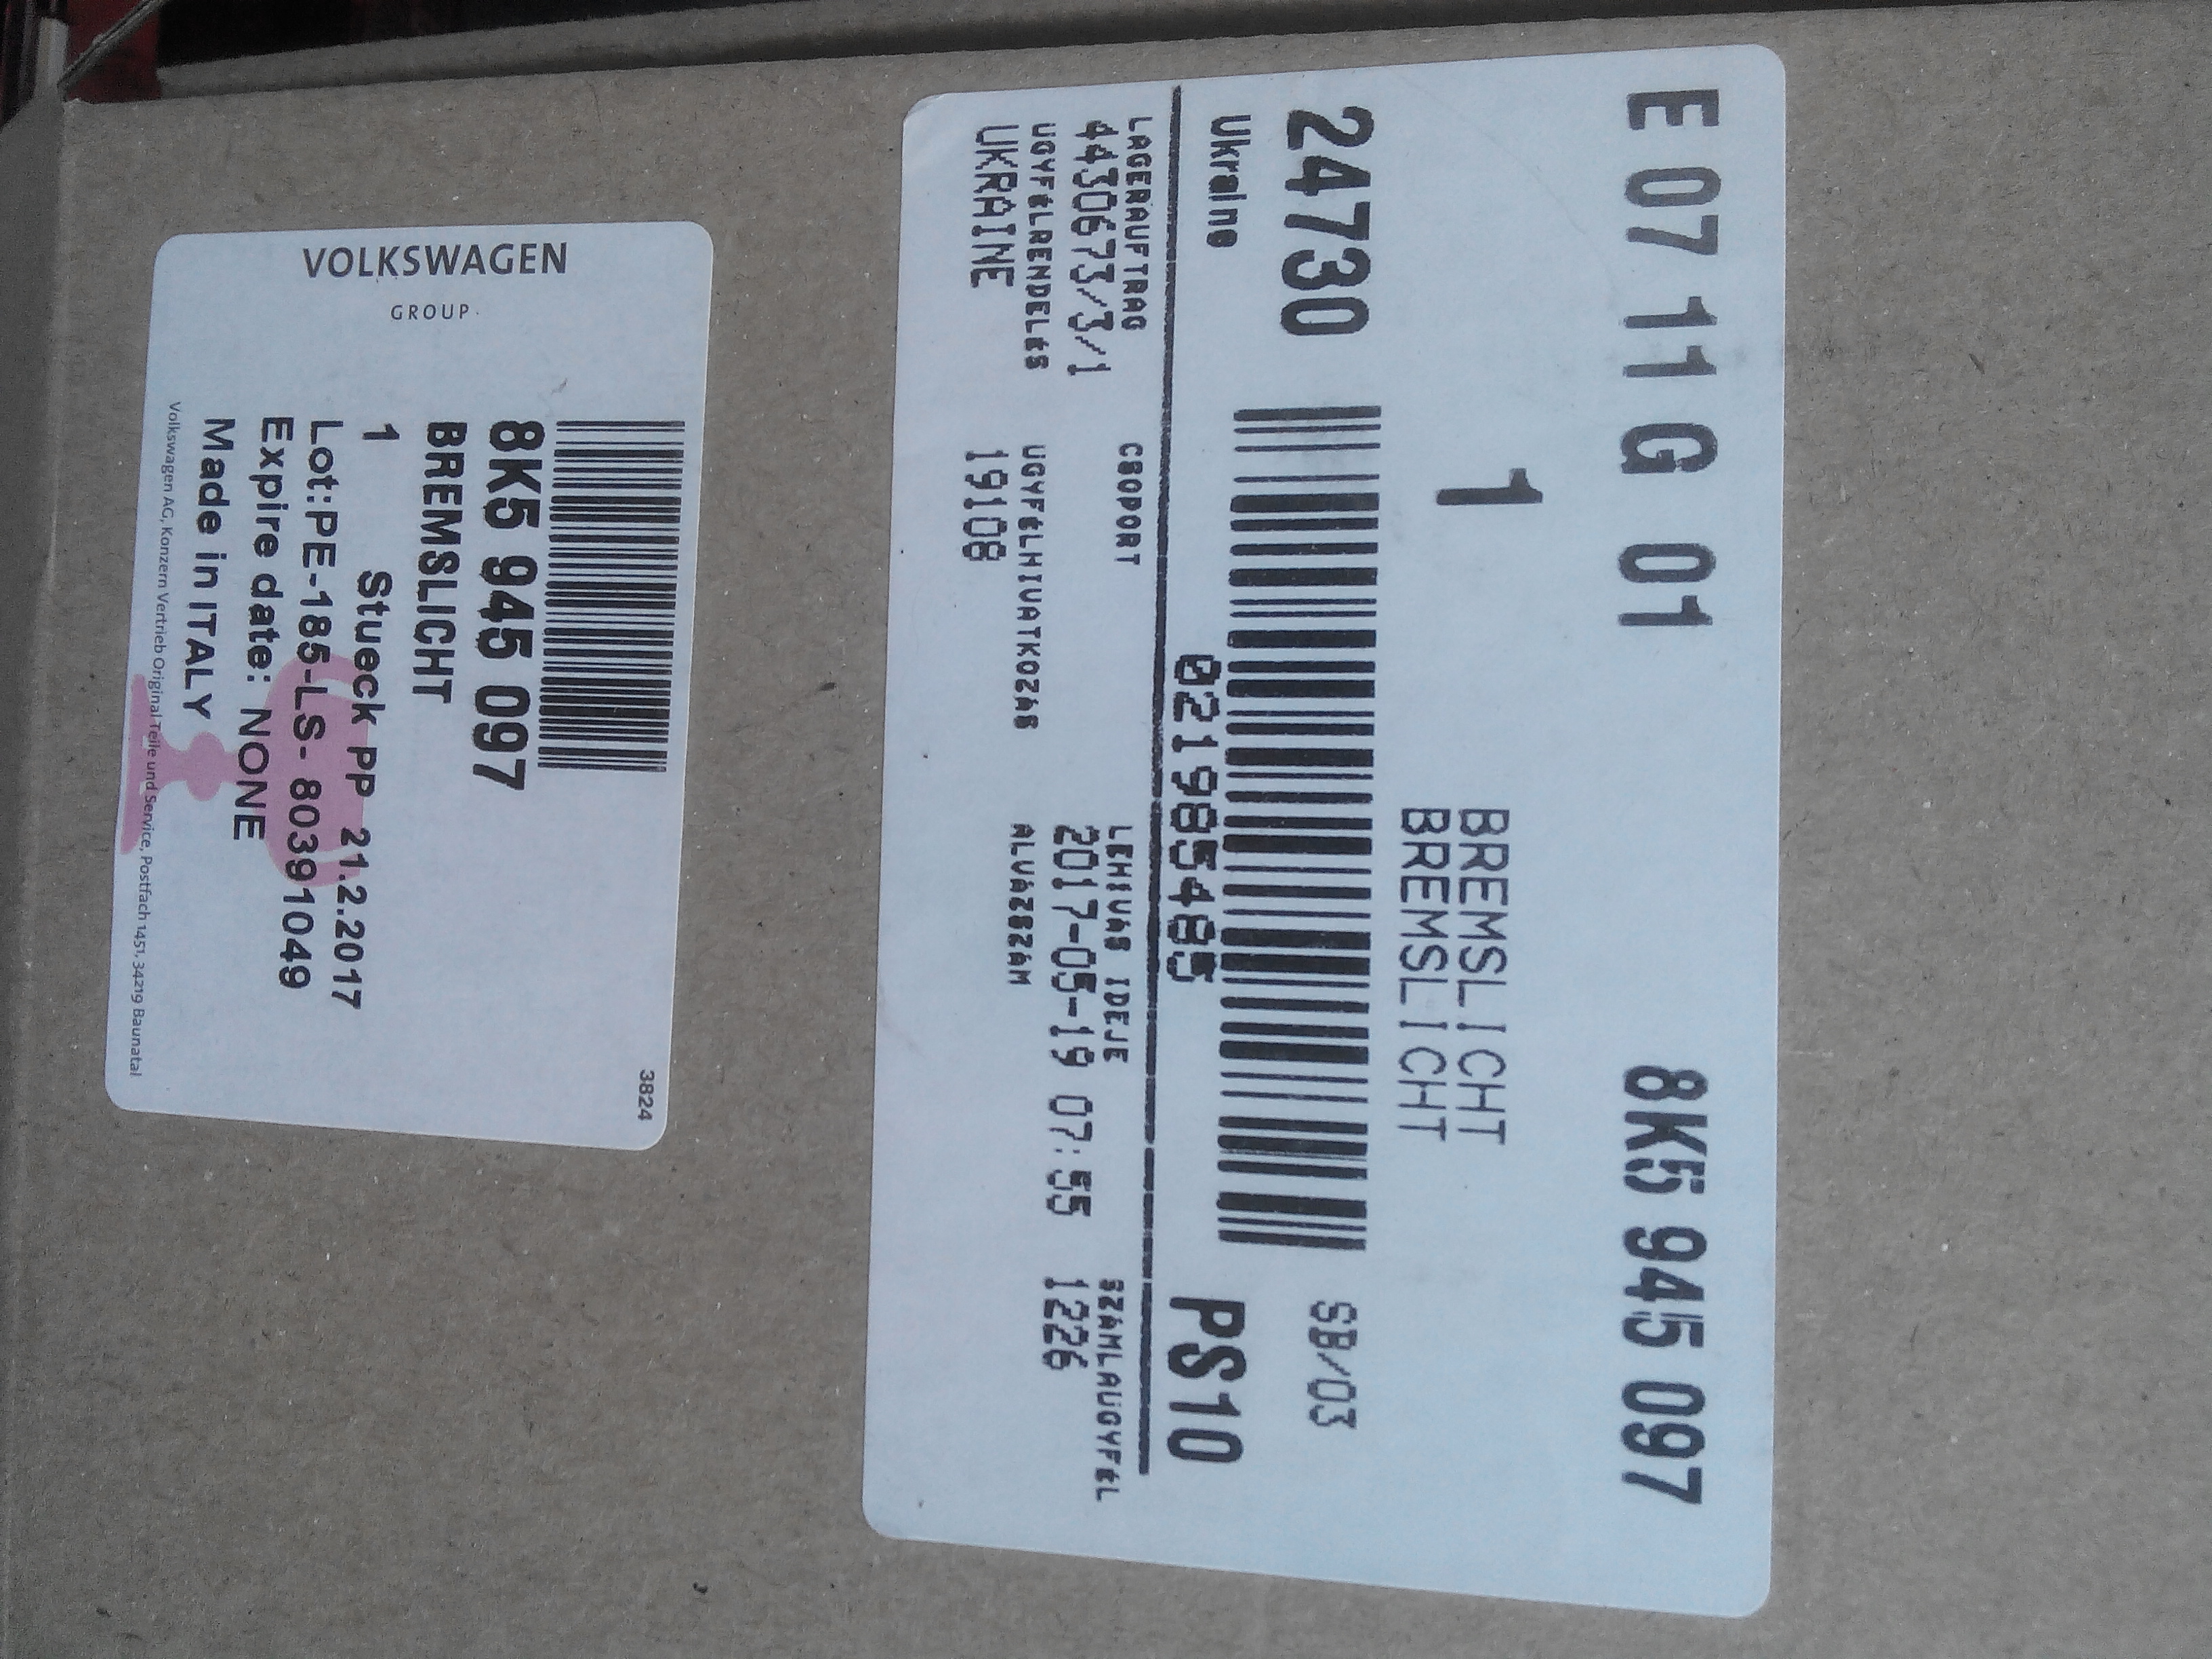 E 07 11 G 01 8K5 945 097
1 BREMSLICHT
BREMSLICHT
24730 SB/03
Ukraine 0219854485 PS10
LAGERAUFTRAG CSOPORT LEHÍVÁS IDEJE SZÁMLAÜGYFÉL
4430673/3/1 2017-05-19 07:55 1226
ÜGYFÉLRENDELÉS ÜGYFÉLHIVATKOZÁS ALVÁZSZÁM
UKRAINE 19108
VOLKSWAGEN
GROUP
3824
8K5 945 097
BREMSLICHT
1 Stueck PP 21.2.2017
Lot:PE-185-LS- 80391049
Expire date: NONE
Made in ITALY
Volkswagen AG, Konzern Vertrieb Original Teile und Service, Postfach 1451, 34219 Baunatal